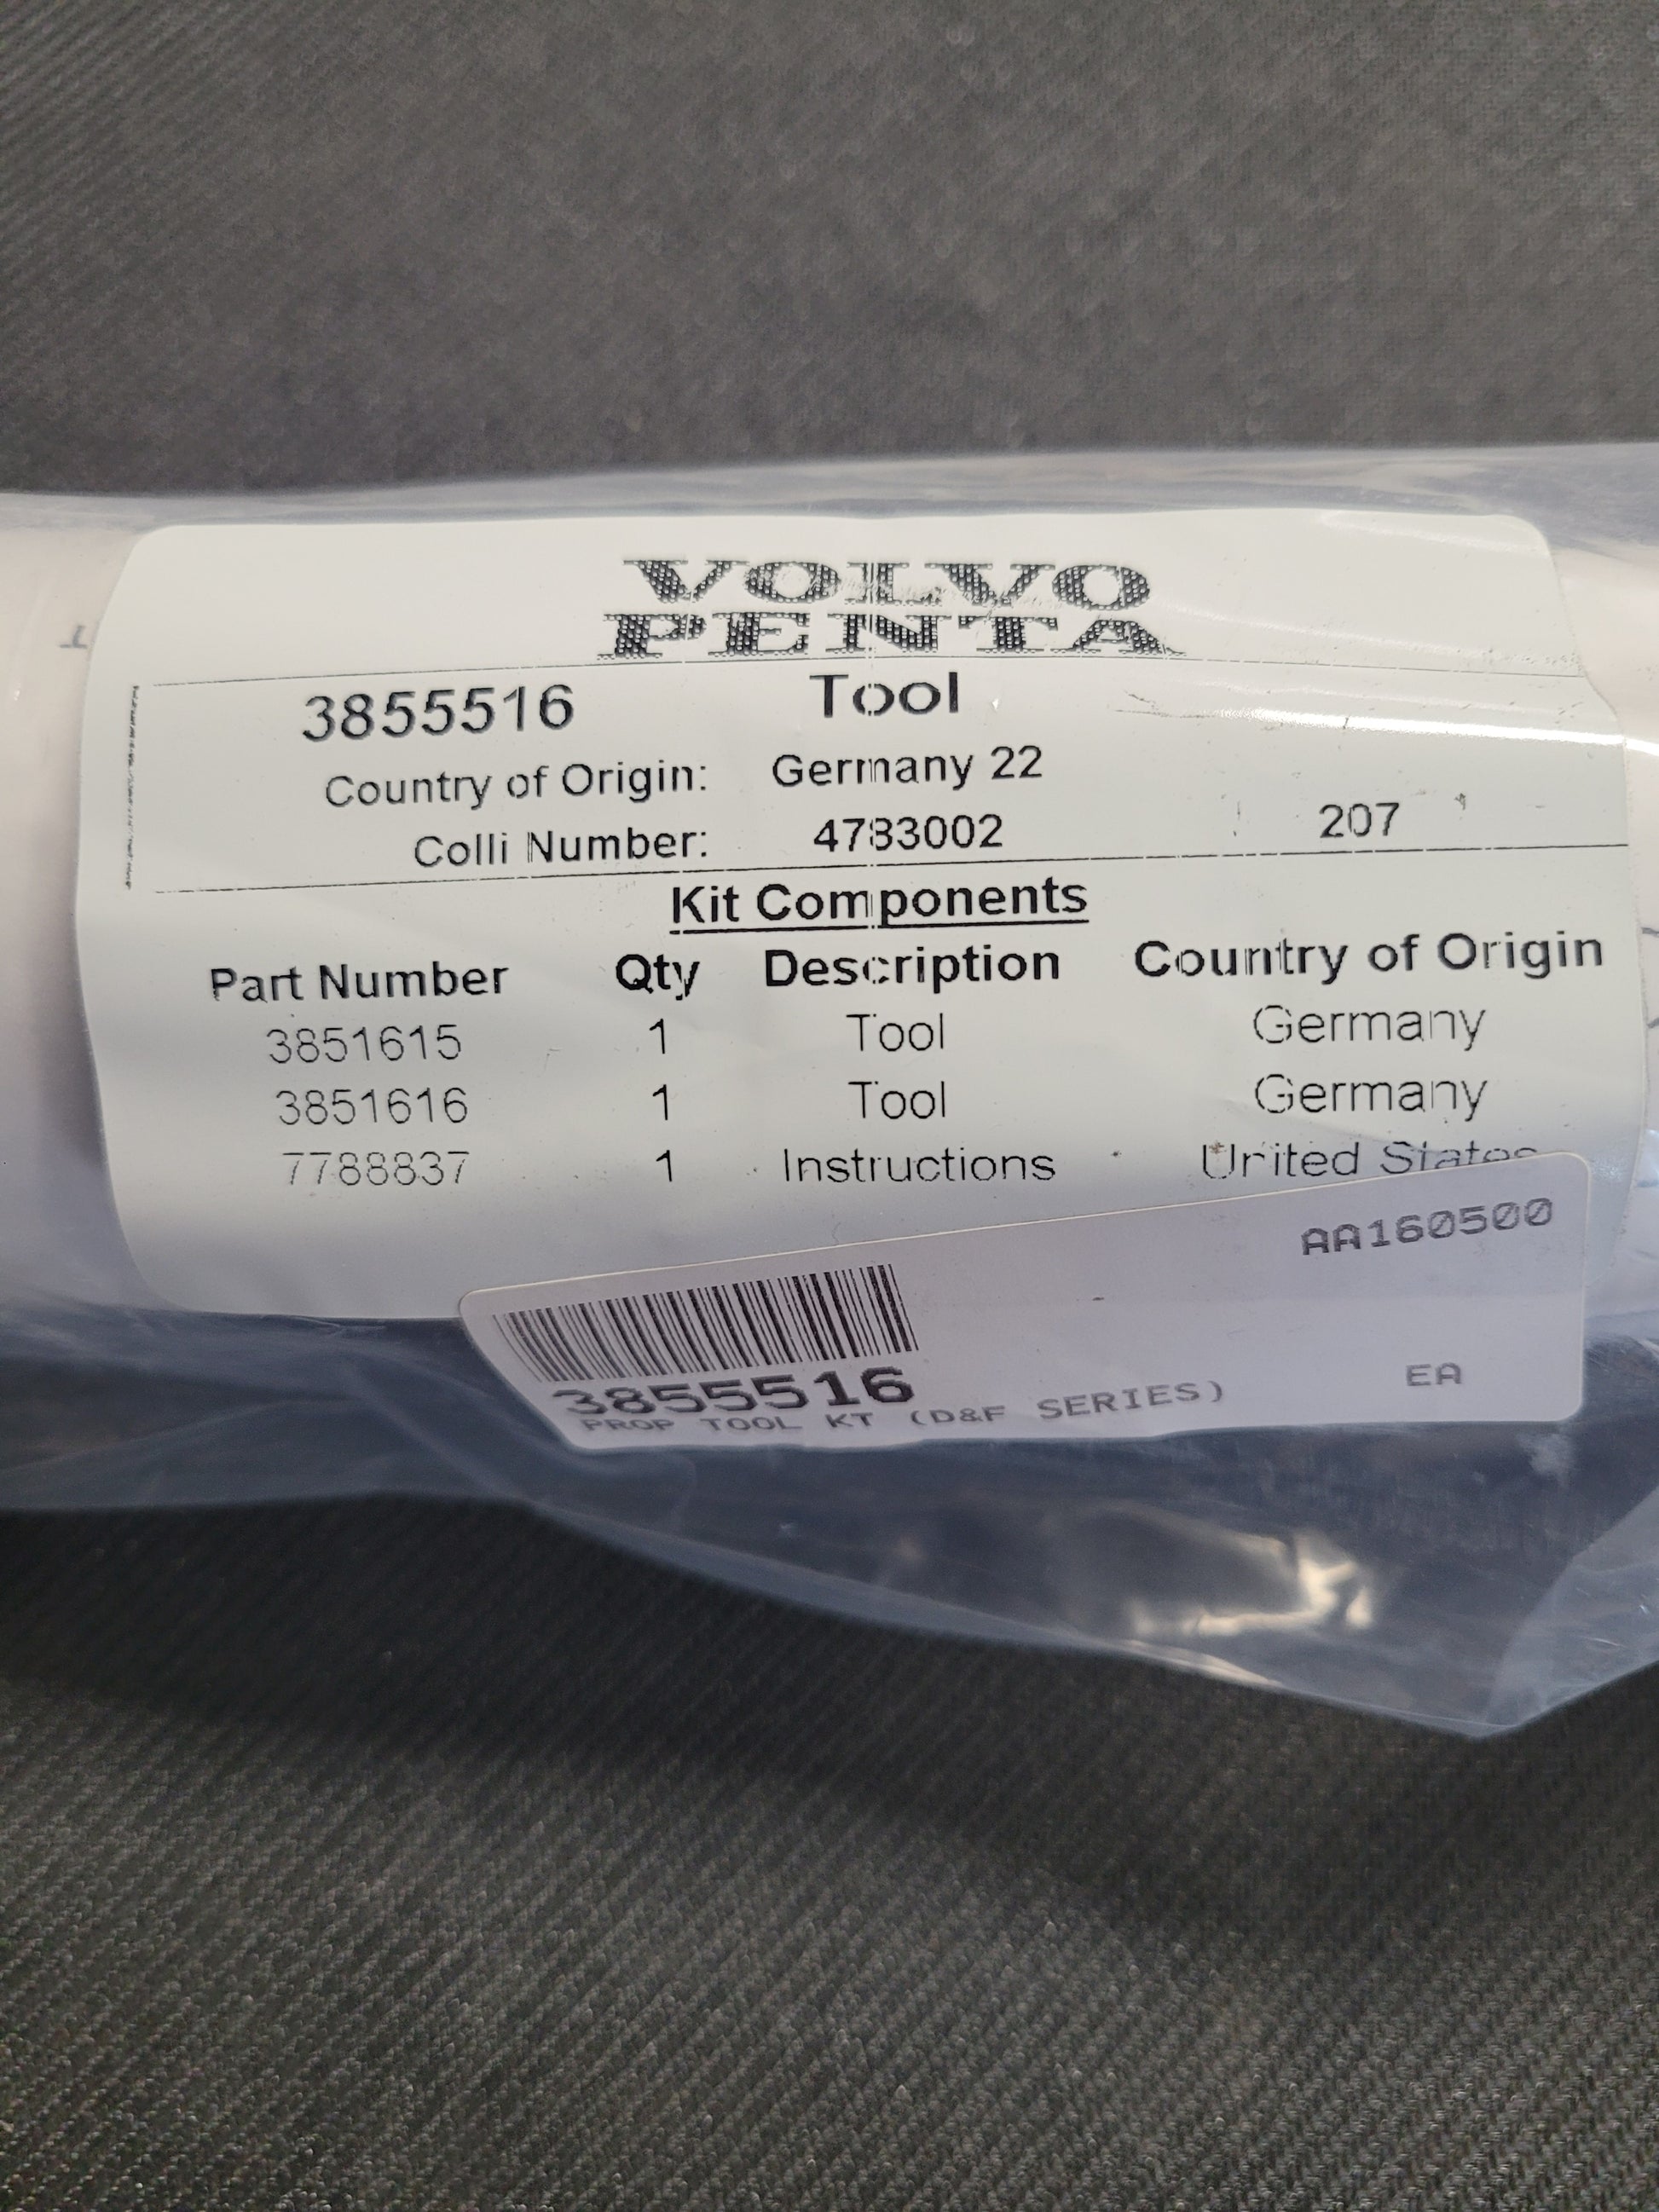 VOLVO
PENTA
3855516 Tool
Country of Origin: Germany 22
Colli Number: 4783002 207
Kit Components
Part Number Qty Description Country of Origin
3851615 1 Tool Germany
3851616 1 Tool Germany
7788837 1 Instructions United States
AA160500
3855516
PROP TOOL KT (D&F SERIES) EA